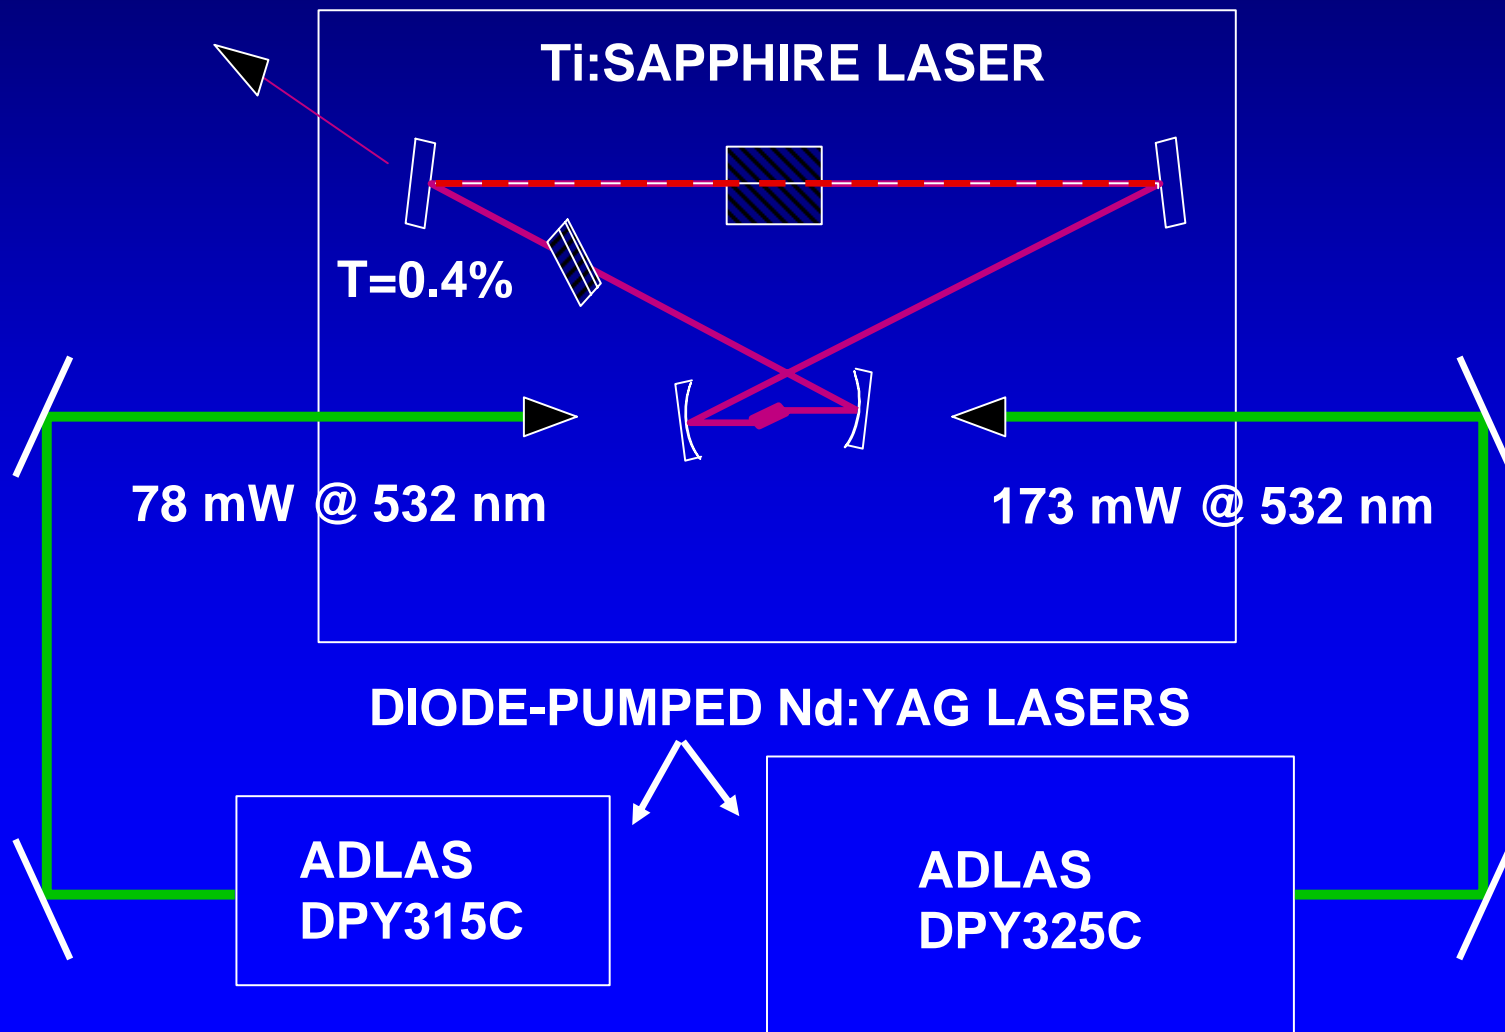 Ti:SAPPHIRE LASER
T=0.4%
78 mW @ 532 nm
173 mW @ 532 nm
DIODE-PUMPED Nd:YAG LASERS
ADLAS
DPY315C
ADLAS
DPY325C